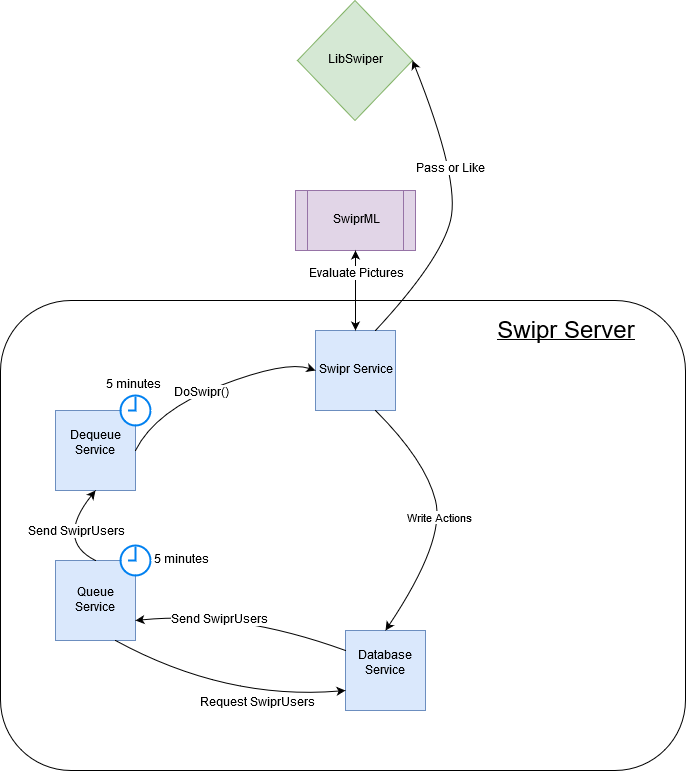 LibSwiper
Pass or Like
SwiprML
Evaluate Pictures
Swipr Server
Swipr Service
5 minutes
DoSwipr()
Dequeue
Service
Write Actions
Send SwiprUsers
5 minutes
Queue
Service
Send SwiprUsers
Database
Service
Request SwiprUsers